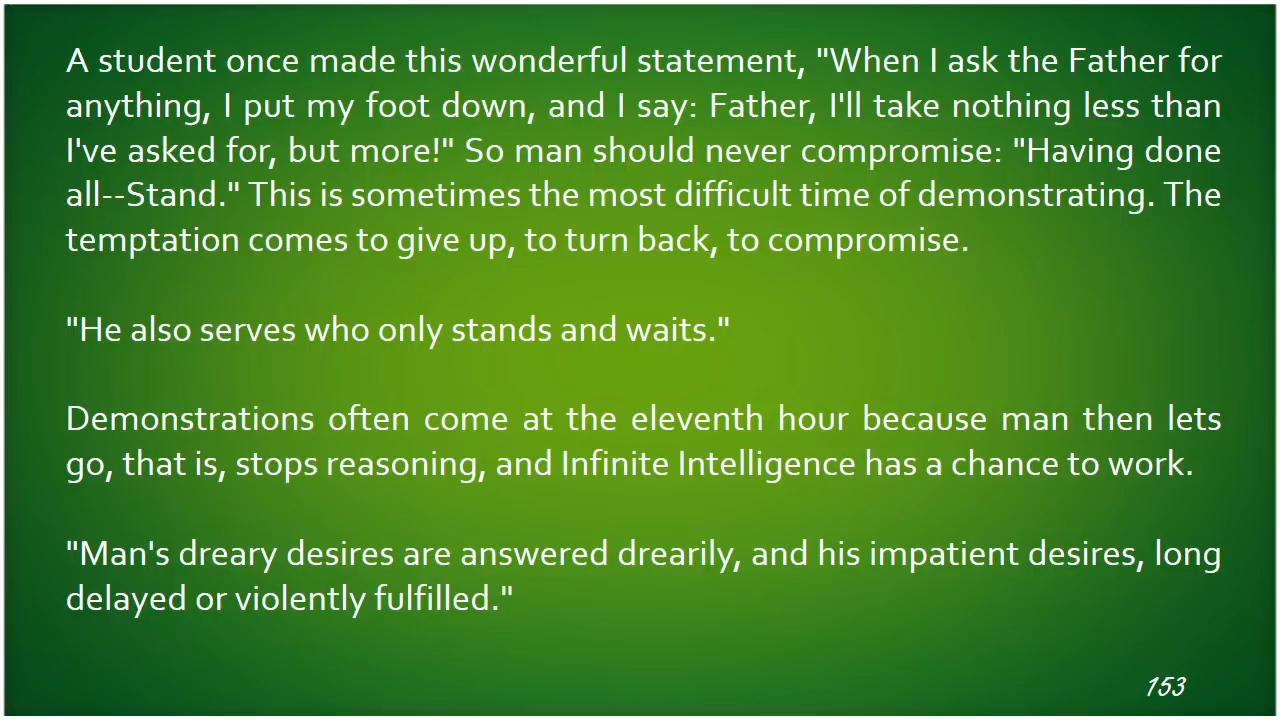 A student once made this wonderful statement, "When I ask the Father for
anything, I put my foot down, and I say: Father, I'll take nothing less than
I've asked for, but more!" So man should never compromise: "Having done
all--Stand." This is sometimes the most difficult time of demonstrating. The
temptation comes to give up, to turn back, to compromise.
"He also serves who only stands and waits."
Demonstrations often come at the eleventh hour because man then lets
go, that is, stops reasoning, and Infinite Intelligence has a chance to work.
"Man's dreary desires are answered drearily, and his impatient desires, long
delayed or violently fulfilled."
153